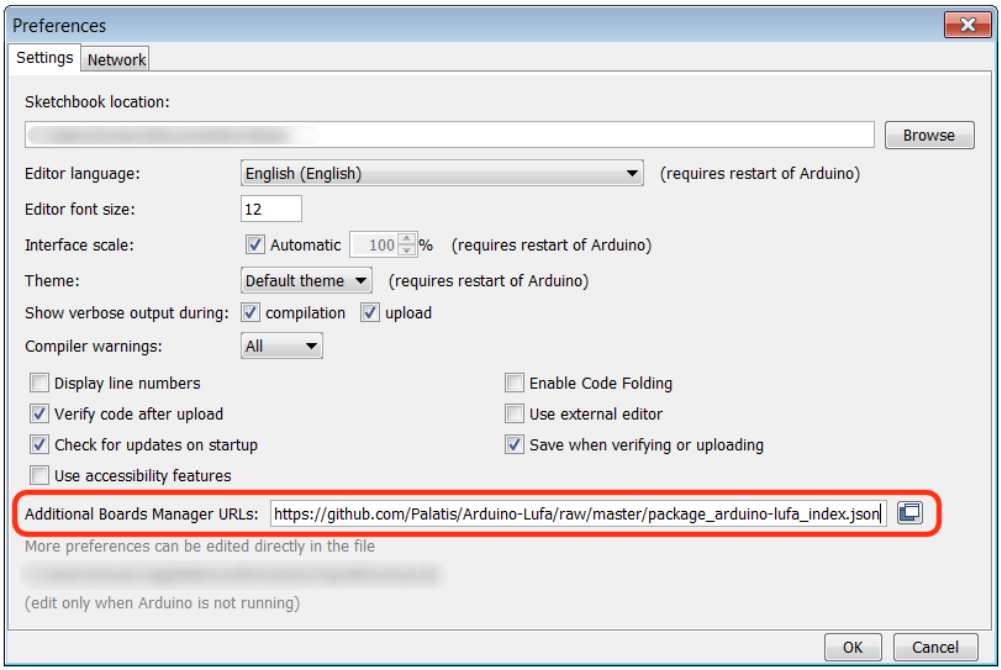 Preferences
Settings Network
Sketchbook location:
Browse
Editor language: English (English) (requires restart of Arduino)
Editor font size: 12
Interface scale: Automatic 100 % (requires restart of Arduino)
Theme: Default theme (requires restart of Arduino)
Show verbose output during: compilation upload
Compiler warnings: All
Display line numbers Enable Code Folding
Verify code after upload Use external editor
Check for updates on startup Save when verifying or uploading
Use accessibility features
Additional Boards Manager URLs: https://github.com/Palatis/Arduino-Lufa/raw/master/package_arduino-lufa_index.json
More preferences can be edited directly in the file
(edit only when Arduino is not running)
OK Cancel